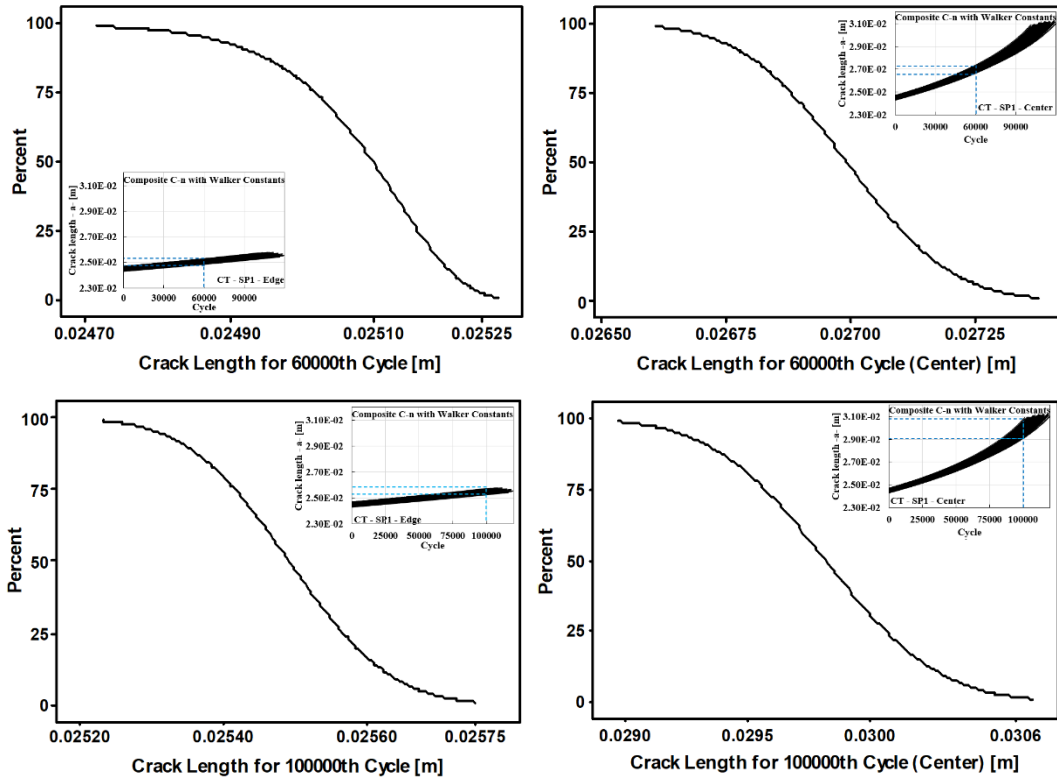 100
75
50
25
0
Percent
0.02470
0.02490
0.02510
0.02525
Crack Length for 60000th Cycle [m]
Composite C-n with Walker Constants
3.10E-02
2.90E-02
2.70E-02
2.50E-02
2.30E-02
Crack length - a- [m]
0
30000
60000
90000
Cycle
CT - SP1 - Edge
100
75
50
25
0
Percent
0.02650
0.02675
0.02700
0.02725
Crack Length for 60000th Cycle (Center) [m]
Composite C-n with Walker Constants
3.10E-02
2.90E-02
2.70E-02
2.50E-02
2.30E-02
Crack length -a- [m]
0
30000
60000
90000
Cycle
CT - SP1 - Center
100
75
50
25
0
Percent
0.02520
0.02540
0.02560
0.02575
Crack Length for 100000th Cycle [m]
Composite C-n with Walker Constants
3.10E-02
2.90E-02
2.70E-02
2.50E-02
2.30E-02
Crack length -a- [m]
0
25000
50000
75000
100000
Cycle
CT - SP1 - Edge
100
75
50
25
0
Percent
0.0290
0.0295
0.0300
0.0306
Crack Length for 100000th Cycle (Center) [m]
Composite C-n with Walker Constants
3.10E-02
2.90E-02
2.70E-02
2.50E-02
2.30E-02
Crack length -a- [m]
0
25000
50000
75000
100000
Cycle
CT - SP1 - Center